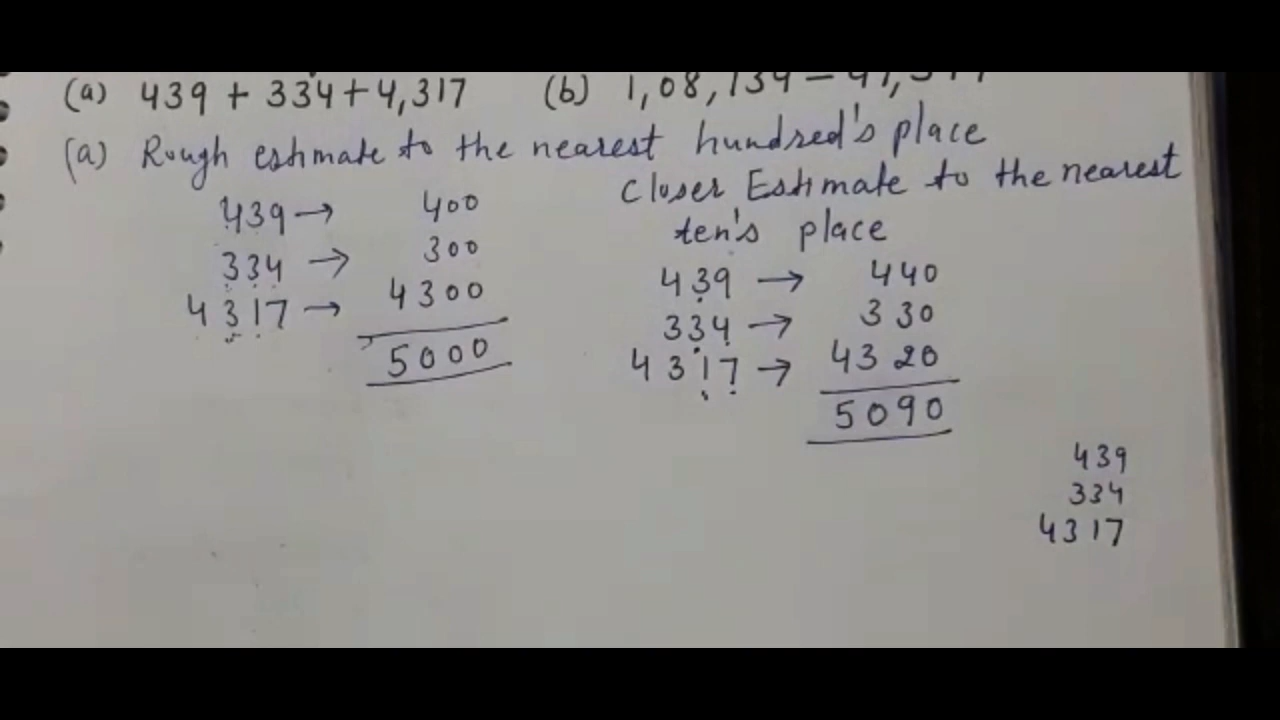 (a) 439 + 334 + 4,317 (b) 1,08,134 –
(a) Rough estimate to the nearest hundred's place
439 → 400
334 → 300
4317 → 4300
5000
Closer Estimate to the nearest
ten's place
439 → 440
334 → 330
4317 → 4320
5090
439
334
4317